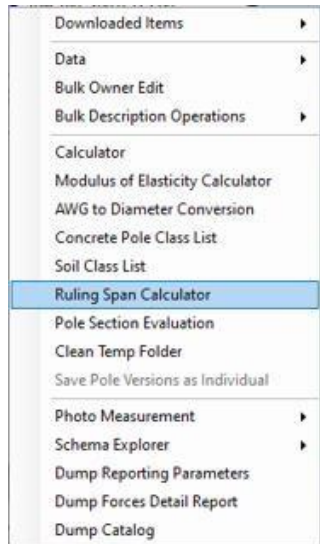 Downloaded Items
Data
Bulk Owner Edit
Bulk Description Operations
Calculator
Modulus of Elasticity Calculator
AWG to Diameter Conversion
Concrete Pole Class List
Soil Class List
Ruling Span Calculator
Pole Section Evaluation
Clean Temp Folder
Save Pole Versions as Individual
Photo Measurement
Schema Explorer
Dump Reporting Parameters
Dump Forces Detail Report
Dump Catalog